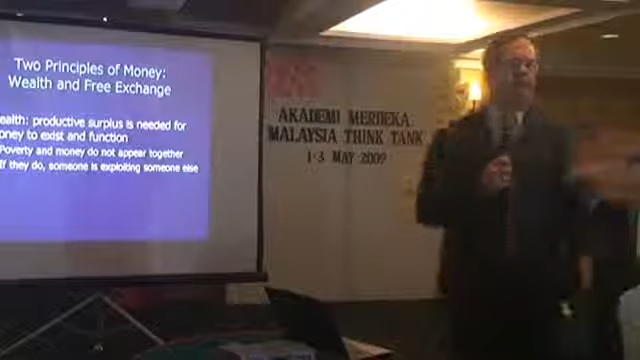 Two Principles of Money:
Wealth and Free Exchange
ealth: productive surplus is needed for
oney to exist and function
Poverty and money do not appear together
If they do, someone is exploiting someone else
AKADEMI MERDEKA
MALAYSIA THINK TANK
1-3 MAY 2009